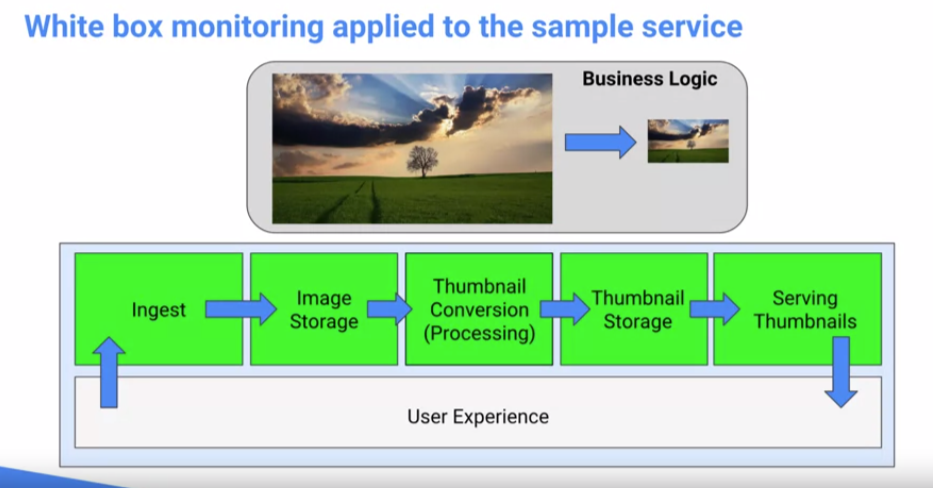 White box monitoring applied to the sample service
Business Logic
Ingest
Image
Storage
Thumbnail
Conversion
(Processing)
Thumbnail
Storage
Serving
Thumbnails
User Experience